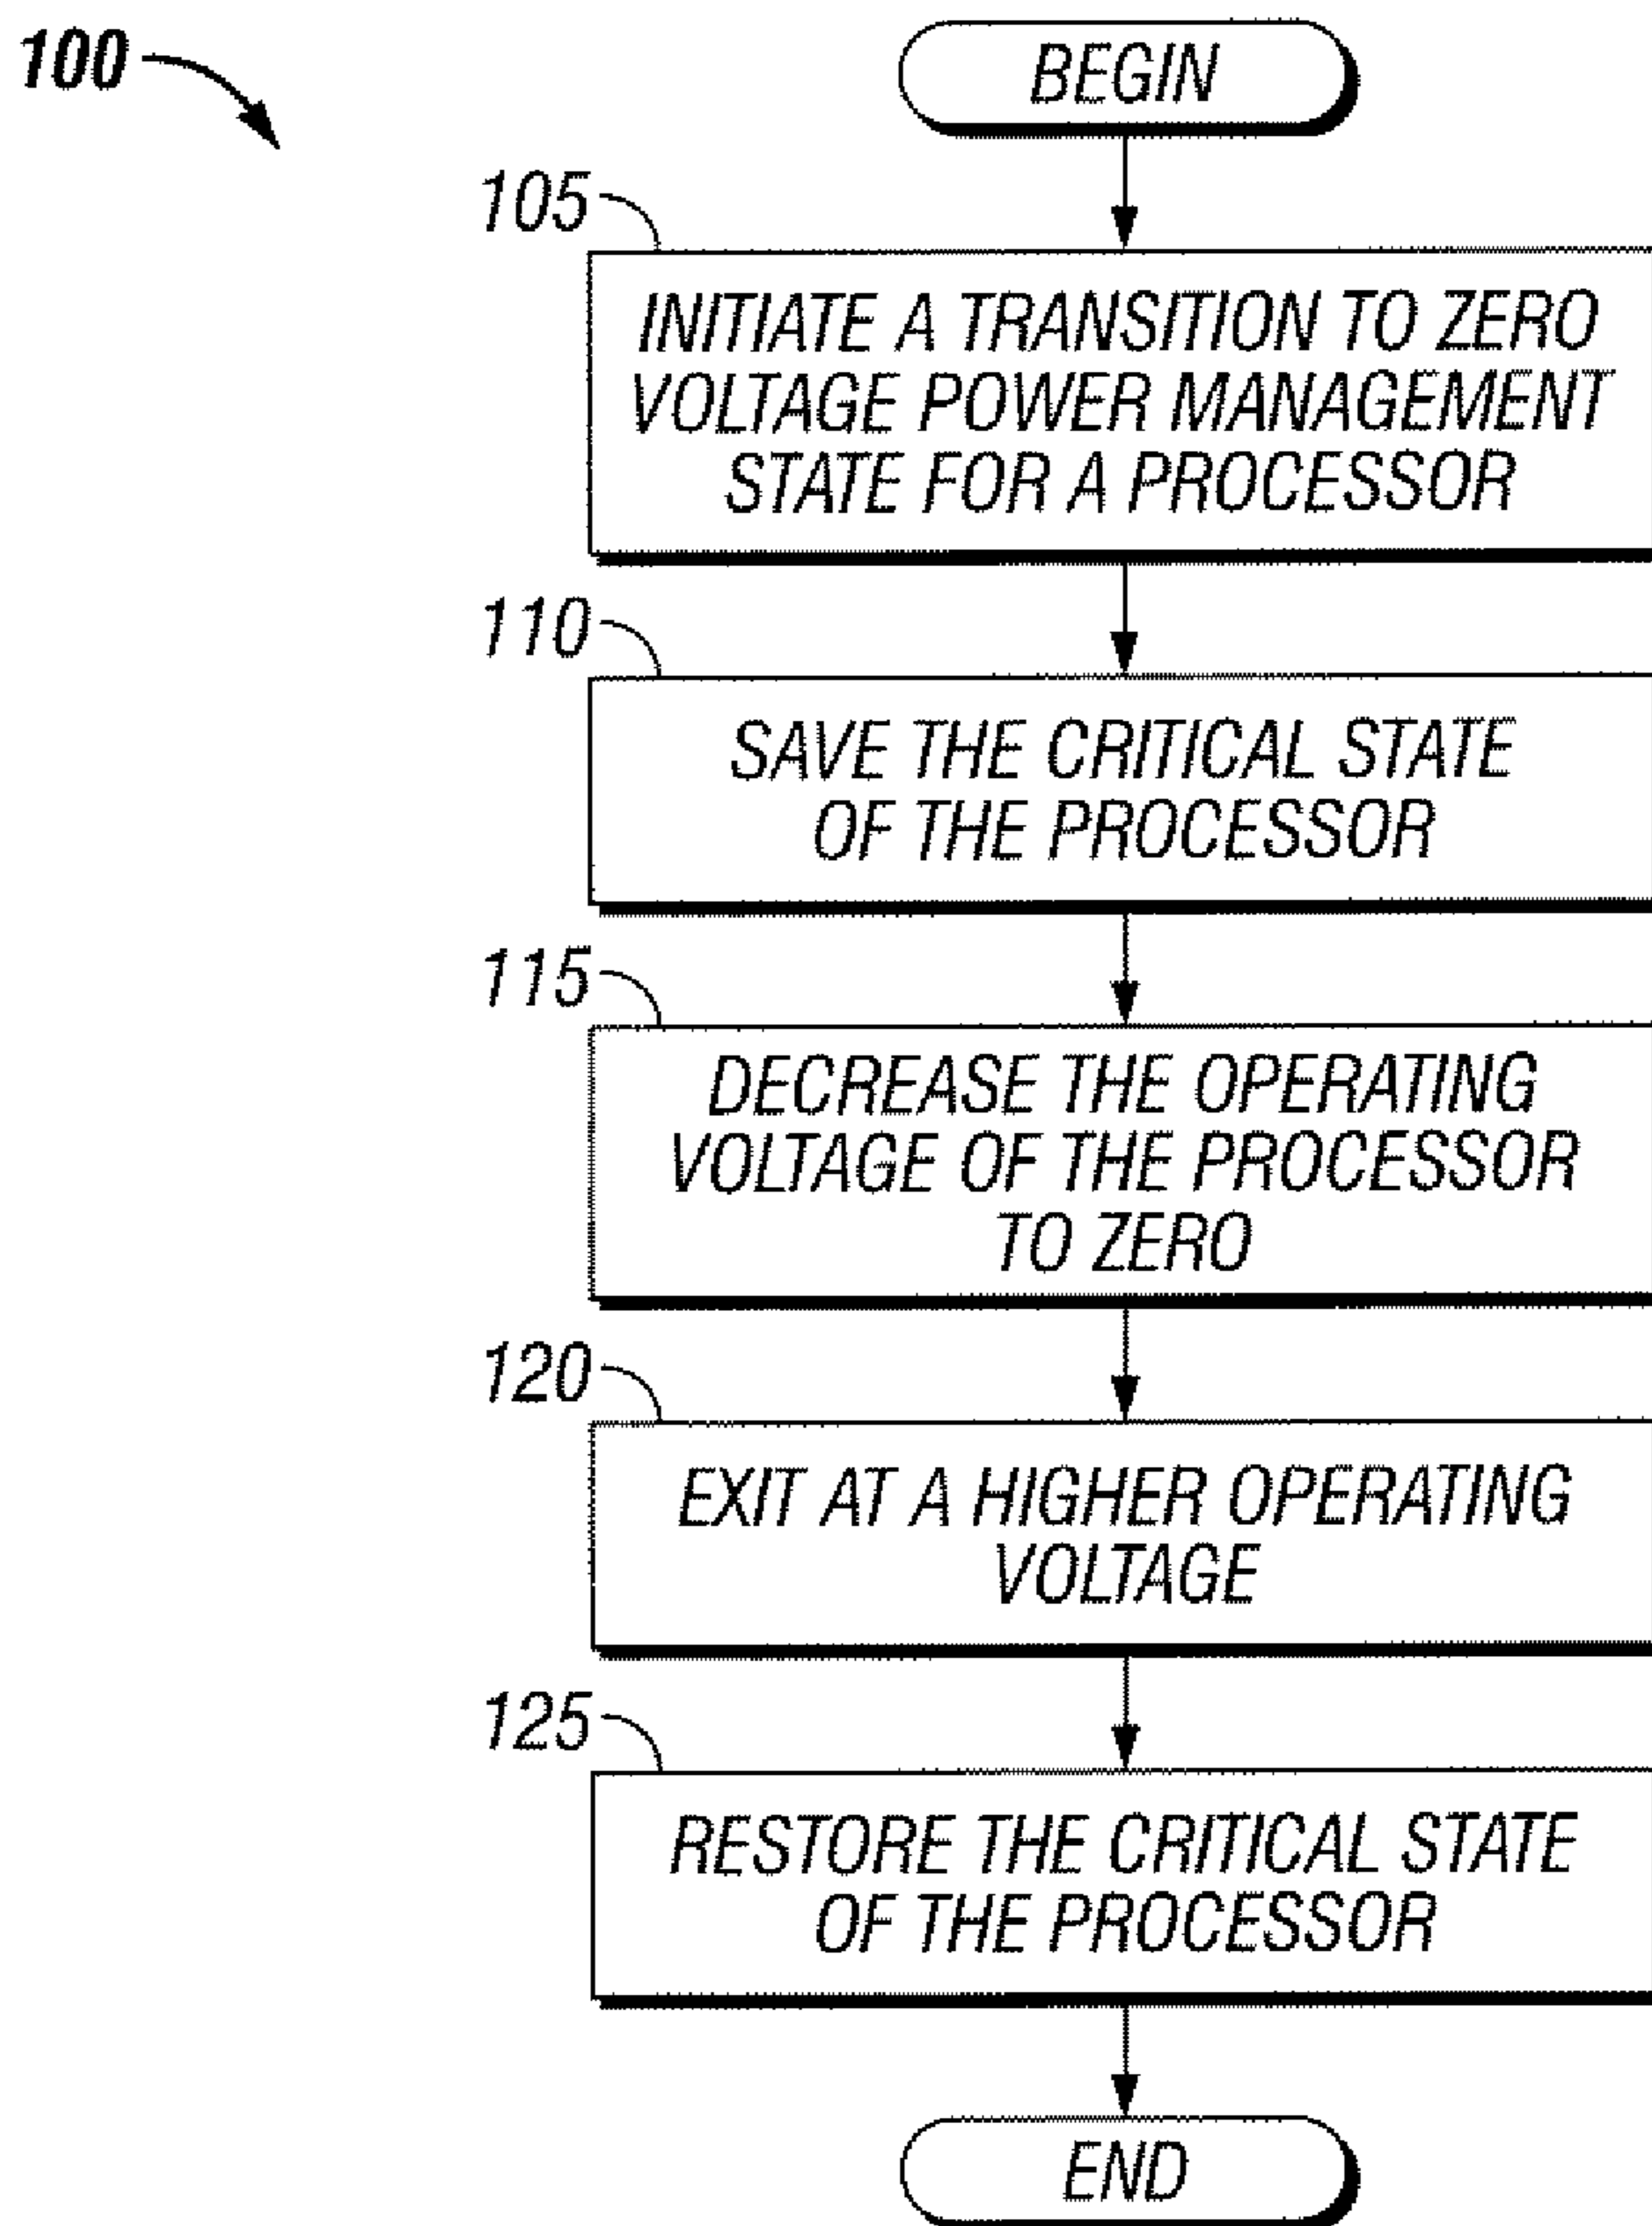 100
BEGIN
105
INITIATE A TRANSITION TO ZERO
VOLTAGE POWER MANAGEMENT
STATE FOR A PROCESSOR
110
SAVE THE CRITICAL STATE
OF THE PROCESSOR
115
DECREASE THE OPERATING
VOLTAGE OF THE PROCESSOR
TO ZERO
120
EXIT AT A HIGHER OPERATING
VOLTAGE
125
RESTORE THE CRITICAL STATE
OF THE PROCESSOR
END